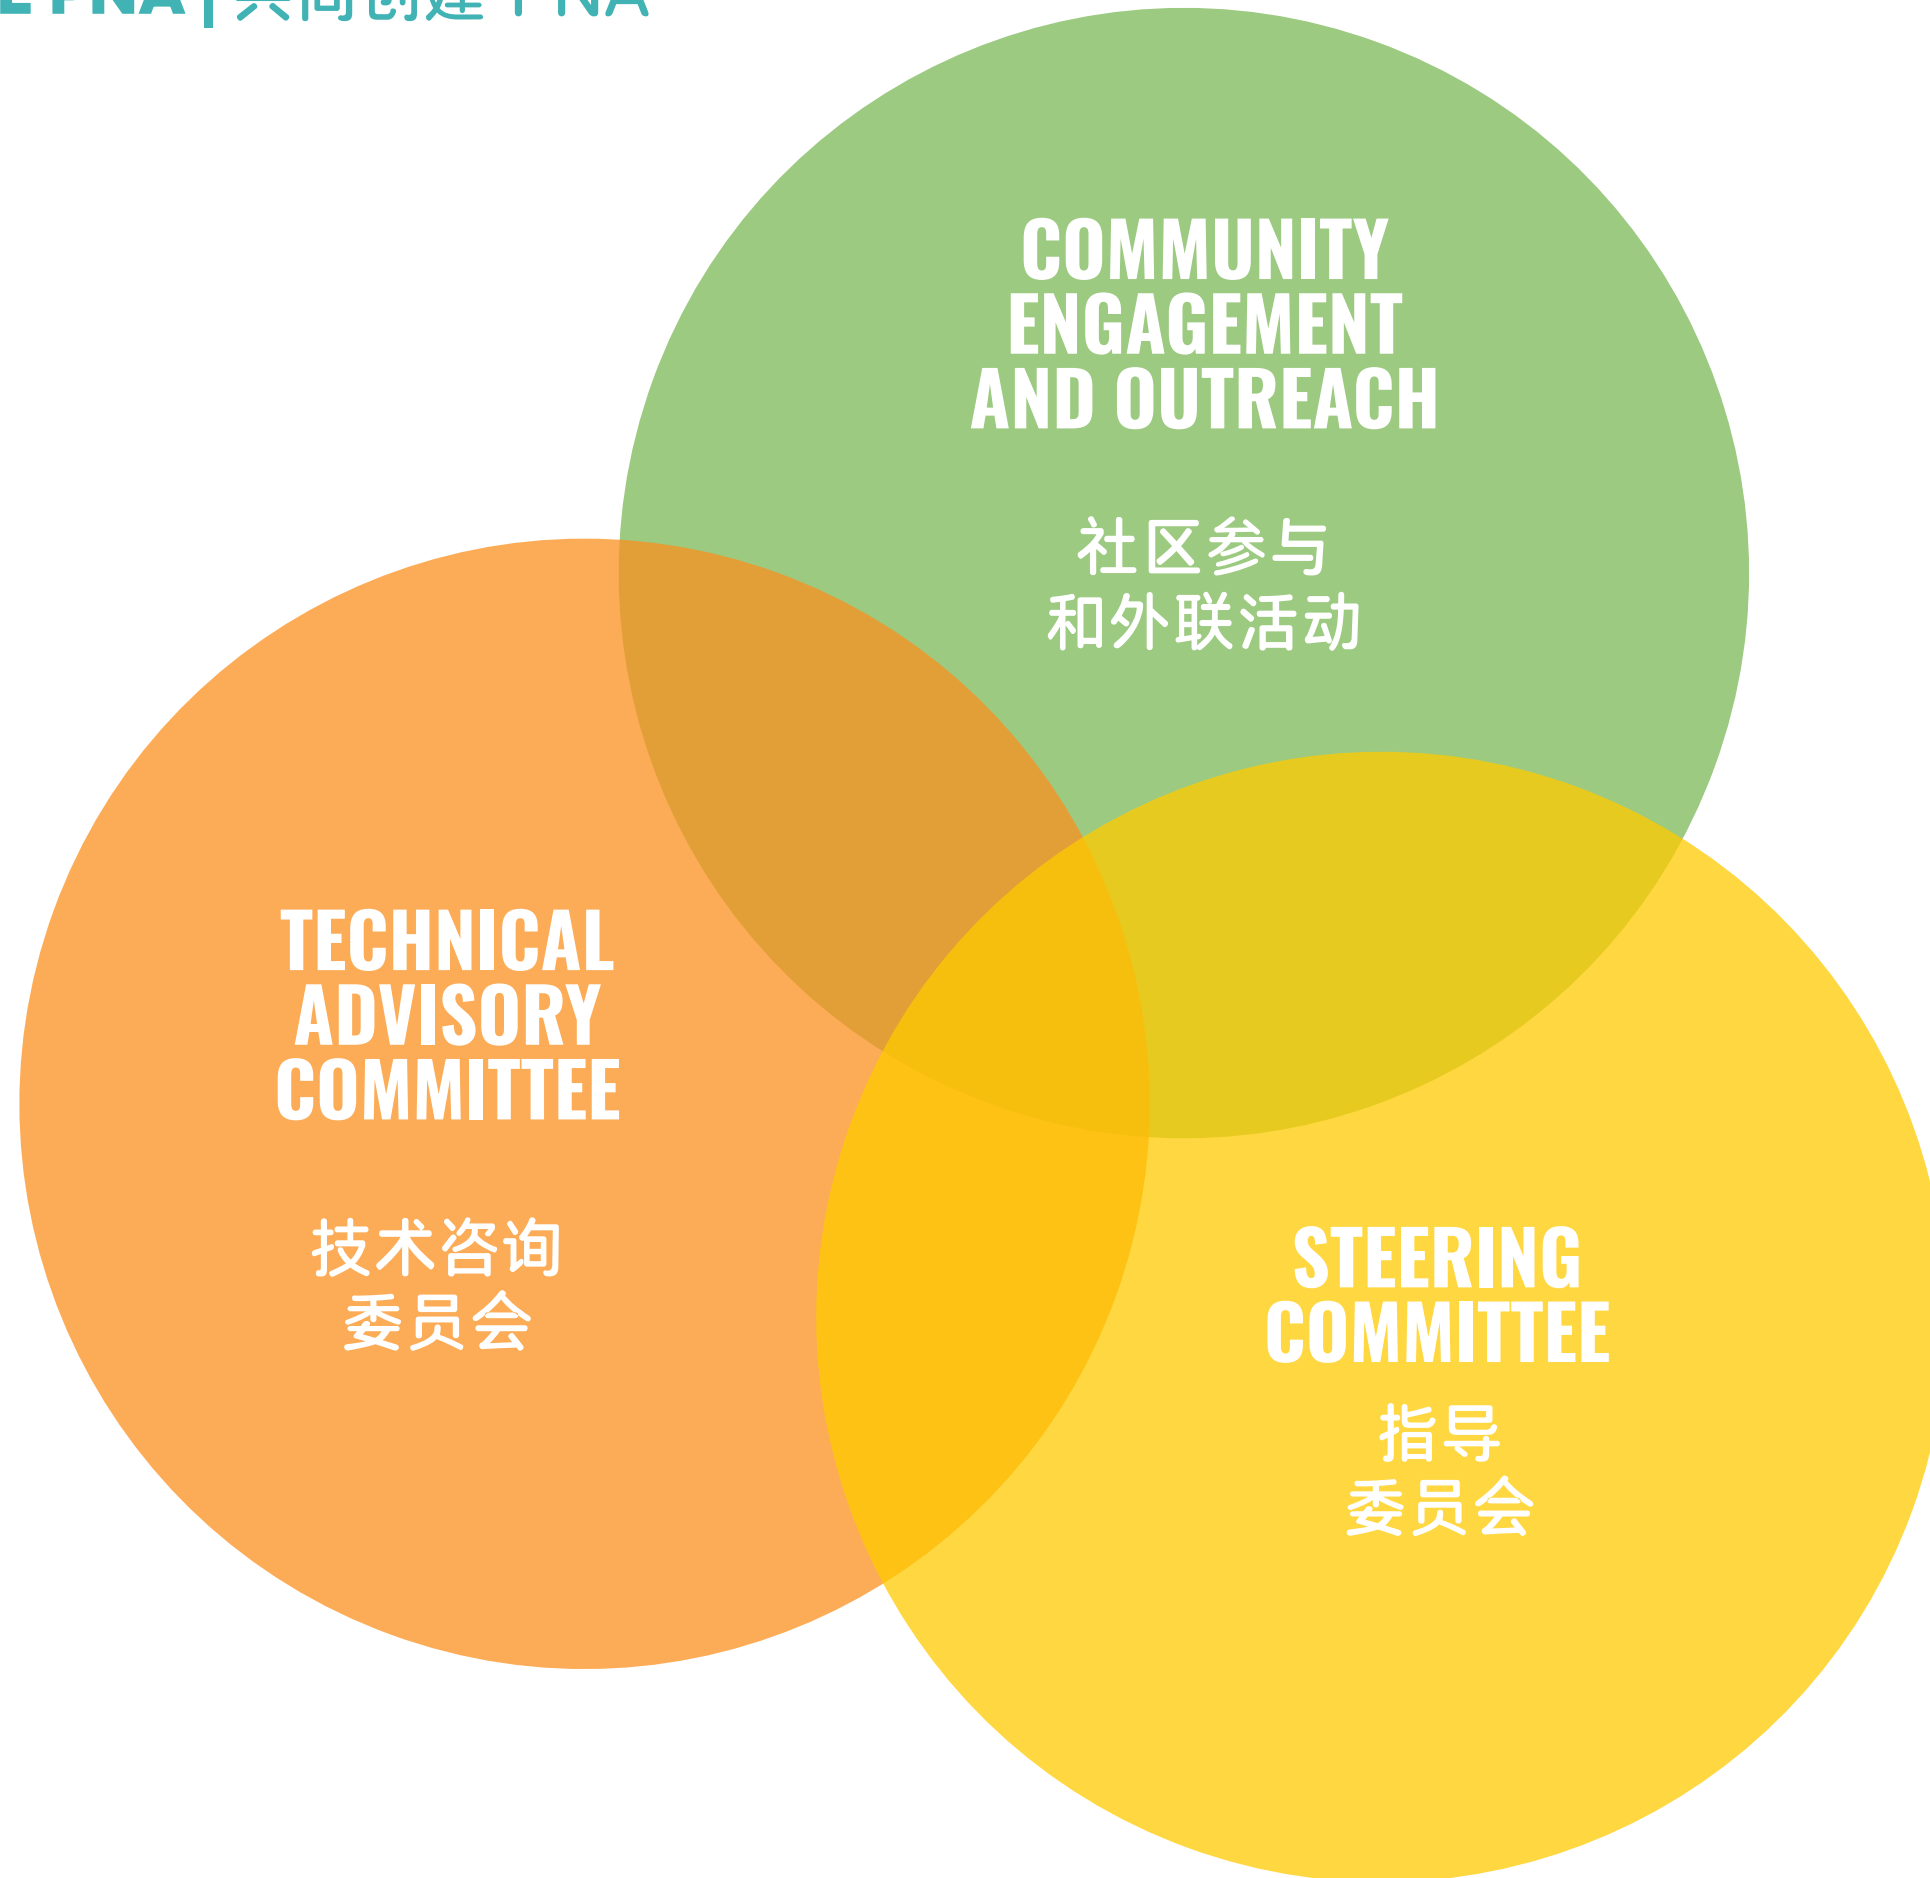 COMMUNITY
ENGAGEMENT
AND OUTREACH
社区参与
和外联活动
TECHNICAL
ADVISORY
COMMITTEE
技术咨询
委员会
STEERING
COMMITTEE
指导
委员会